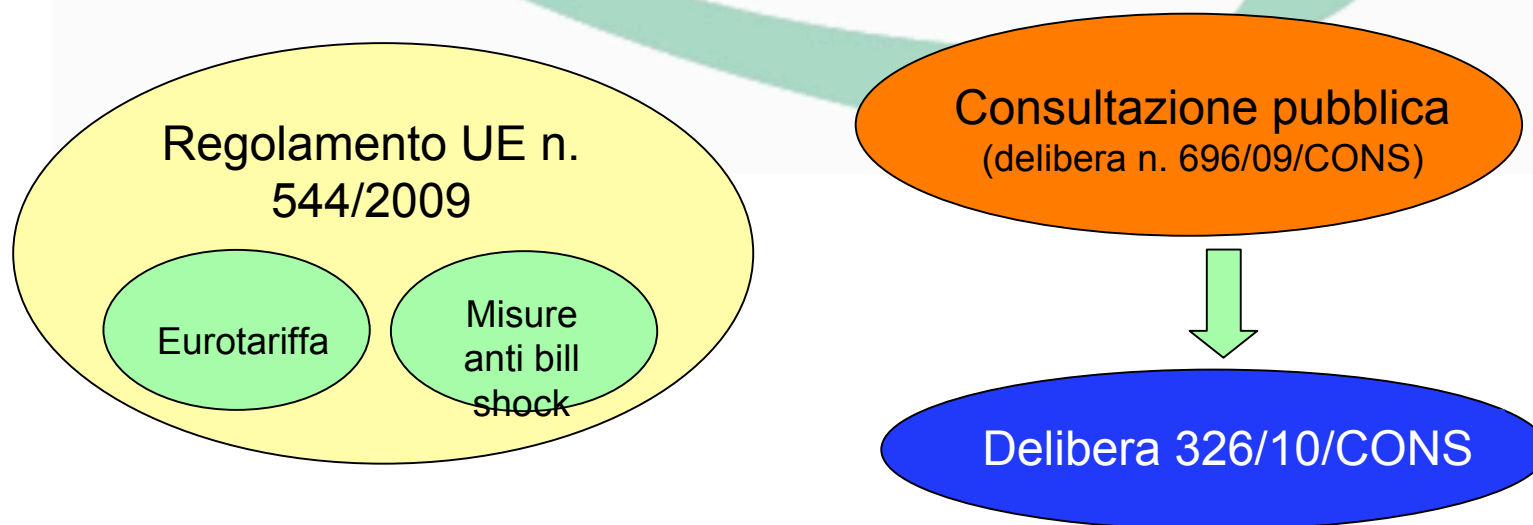 Regolamento UE n.
544/2009
Eurotariffa
Misure
anti bill
shock
Consultazione pubblica
(delibera n. 696/09/CONS)
Delibera 326/10/CONS